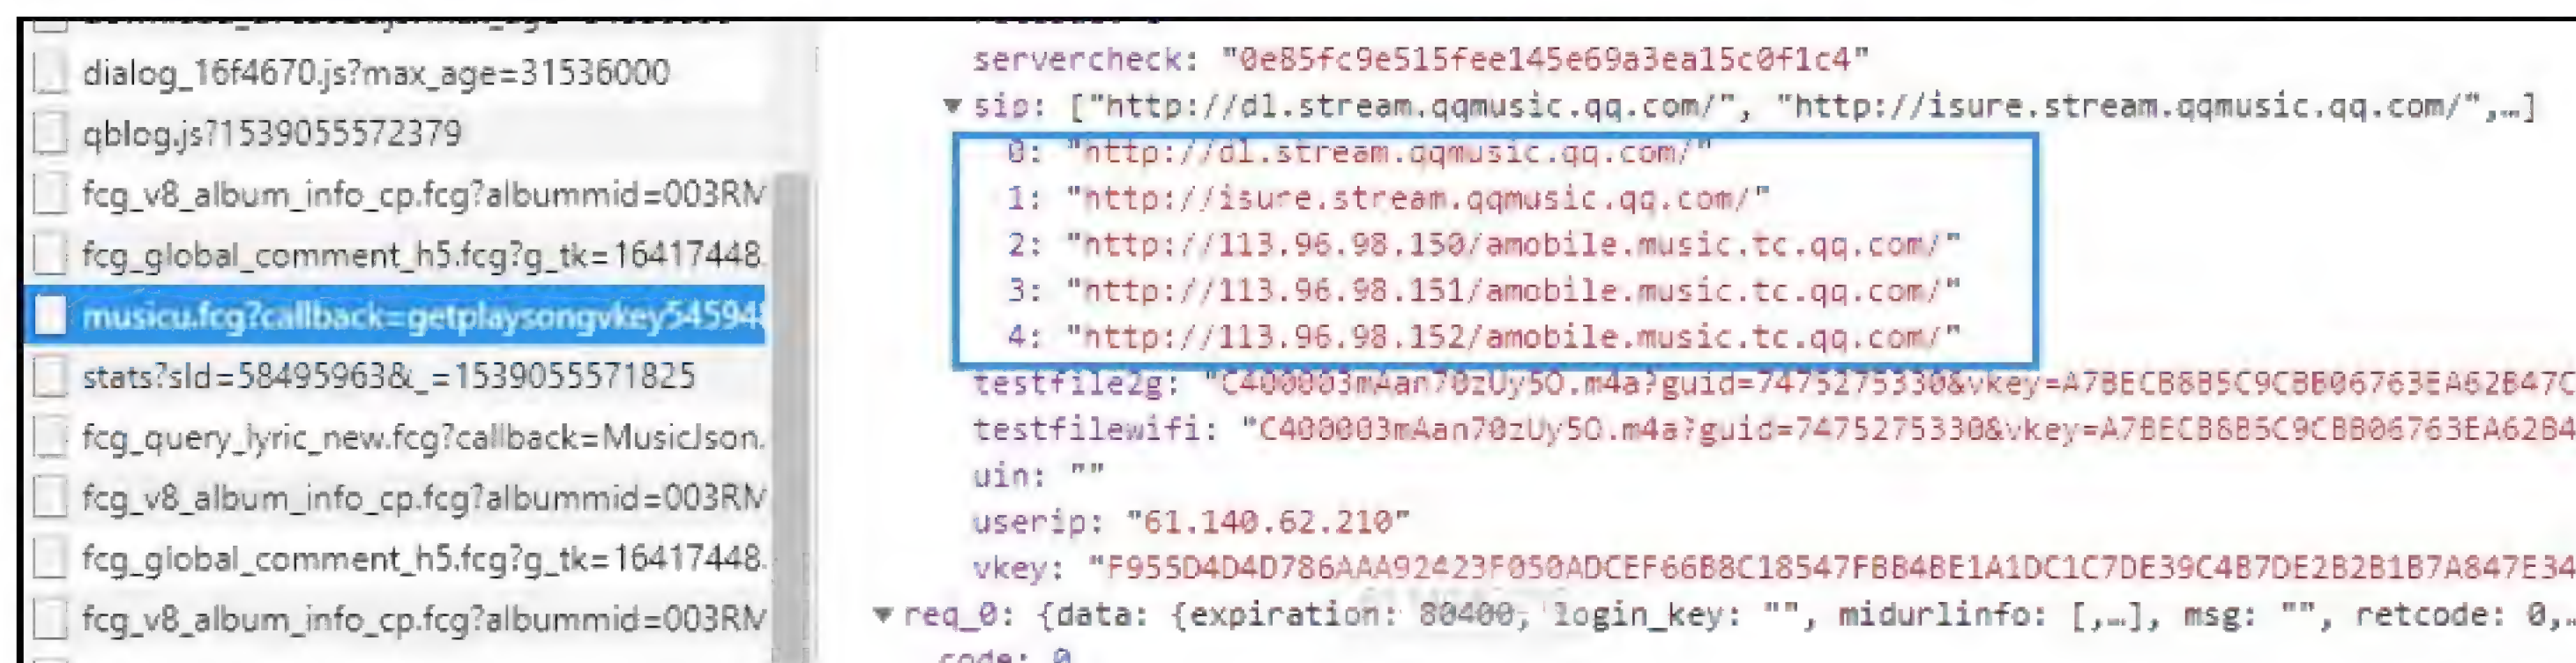 dialog_16f4670.js?max_age=31536000
qblog.js?1539055572379
fcg_v8_album_info_cp.fcg?albummid=003RM
fcg_global_comment_h5.fcg?g_tk=16417448.
musicu.fcg?callback=getplaysongvkey54594
stats?sId=58495963&_=1539055571825
fcg_query_lyric_new.fcg?callback=MusicJson.
fcg_v8_album_info_cp.fcg?albummid=003RM
fcg_global_comment_h5.fcg?g_tk=16417448.
fcg_v8_album_info_cp.fcg?albummid=003RM
servercheck: "0e85fc9e515fee145e69a3ea15c0f1c4"
▼ sip: ["http://dl.stream.qqmusic.qq.com/", "http://isure.stream.qqmusic.qq.com/",…]
0: "http://dl.stream.qqmusic.qq.com/"
1: "http://isure.stream.qqmusic.qq.com/"
2: "http://113.96.98.150/amobile.music.tc.qq.com/"
3: "http://113.96.98.151/amobile.music.tc.qq.com/"
4: "http://113.96.98.152/amobile.music.tc.qq.com/"
testfile2g: "C400003mAan70zUy5O.m4a?guid=7475275330&vkey=A7BECB8B5C9CBB06763EA62B47C
testfilewifi: "C400003mAan70zUy5O.m4a?guid=7475275330&vkey=A7BECB8B5C9CBB06763EA62B4
uin: ""
userip: "61.140.62.210"
vkey: "F955D4D4D786AAA92423F050ADCEF66B8C18547FBB4BE1A1DC1C7DE39C4B7DE2B2B1B7A847E34
▼ req_0: {data: {expiration: 80400, login_key: "", midurlinfo: [,…], msg: "", retcode: 0,…
code: 0